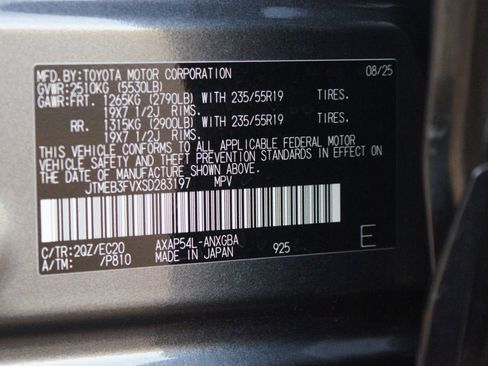 MFD.BY:TOYOTA MOTOR CORPORATION 08/25
GVWR:2510KG (5530LB)
GAWR:FRT. 1265KG (2790LB) WITH 235/55R19 TIRES.
19X7 1/2J RIMS.
RR. 1315KG (2900LB) WITH 235/55R19 TIRES.
19X7 1/2J RIMS.
THIS VEHICLE CONFORMS TO ALL APPLICABLE FEDERAL MOTOR
VEHICLE SAFETY AND THEFT PREVENTION STANDARDS IN EFFECT ON
THE DATE OF MANUFACTURE SHOWN ABOVE.
JTMEB3FVXSD283197 MPV
C/TR:2QZ/EC20 AXAP54L-ANXGBA
A/TM: /P810 MADE IN JAPAN 925 E